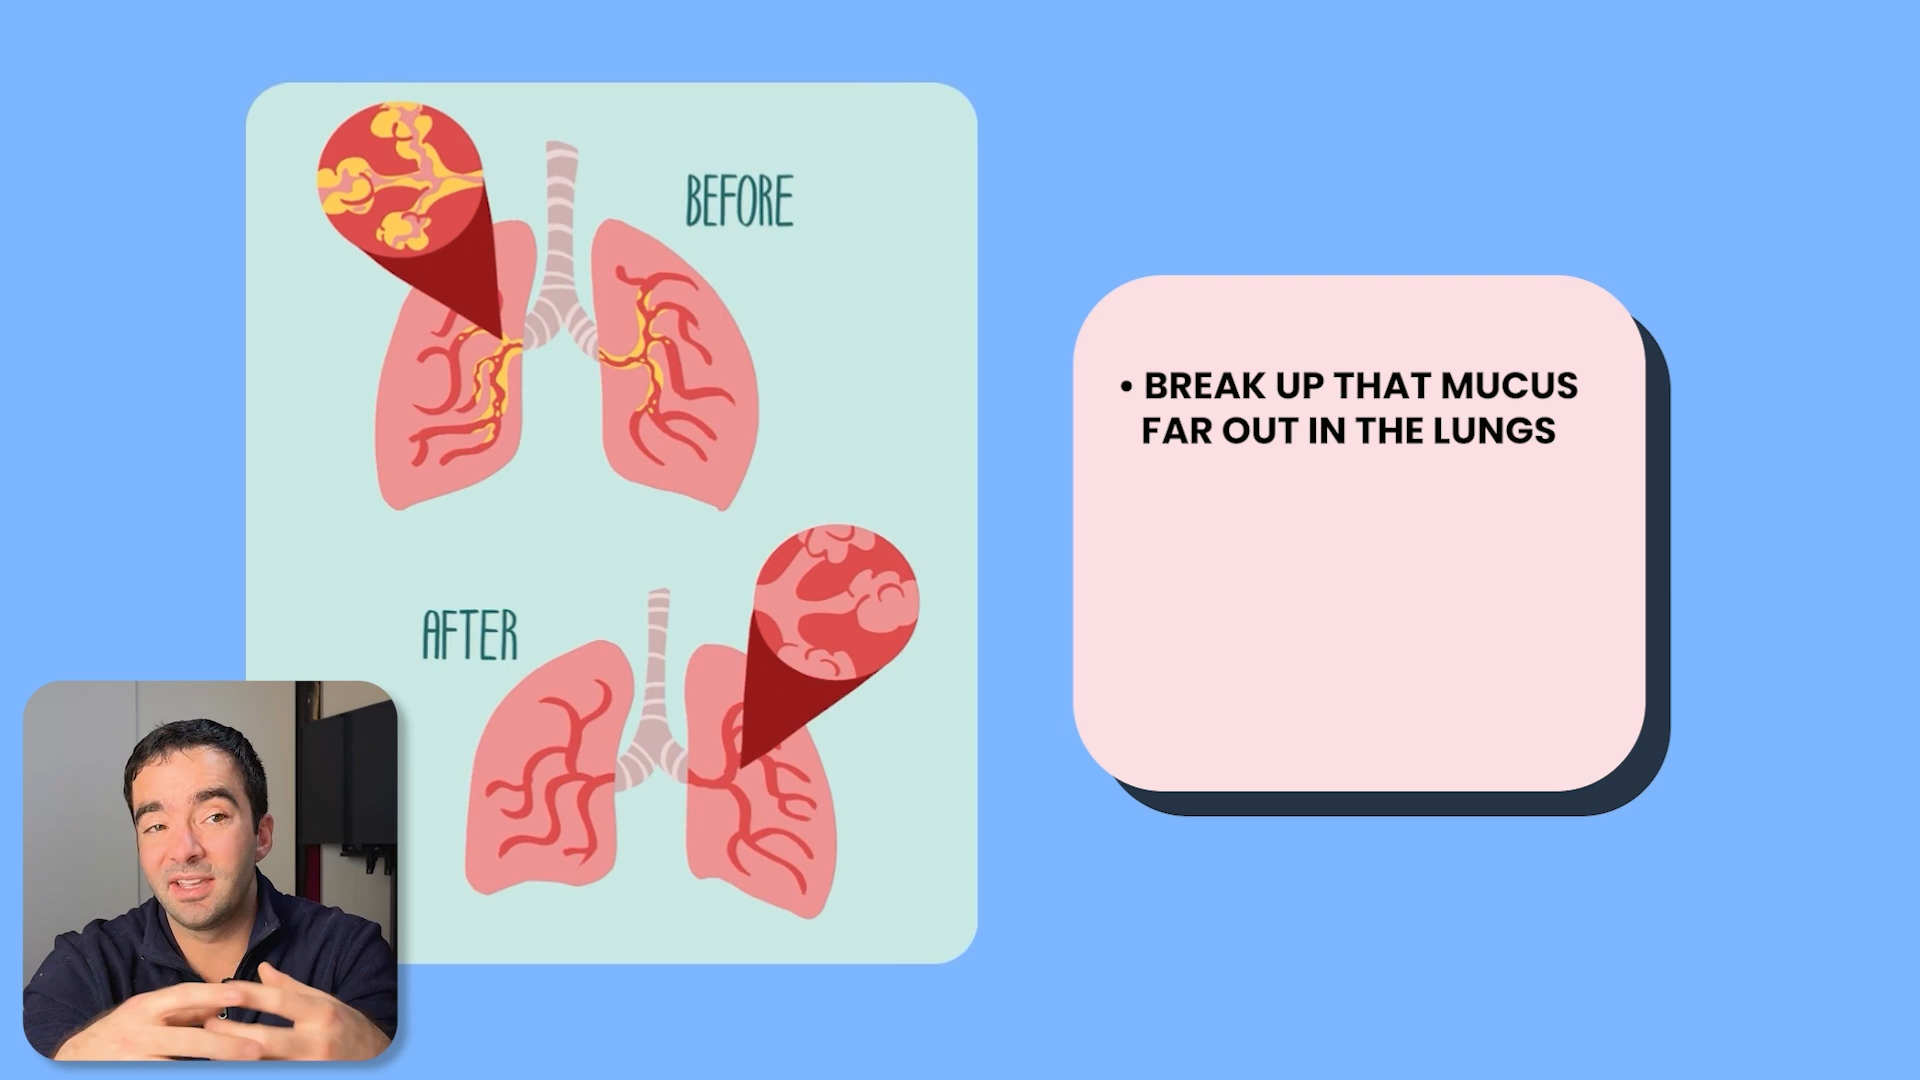 BEFORE
AFTER
• BREAK UP THAT MUCUS
FAR OUT IN THE LUNGS